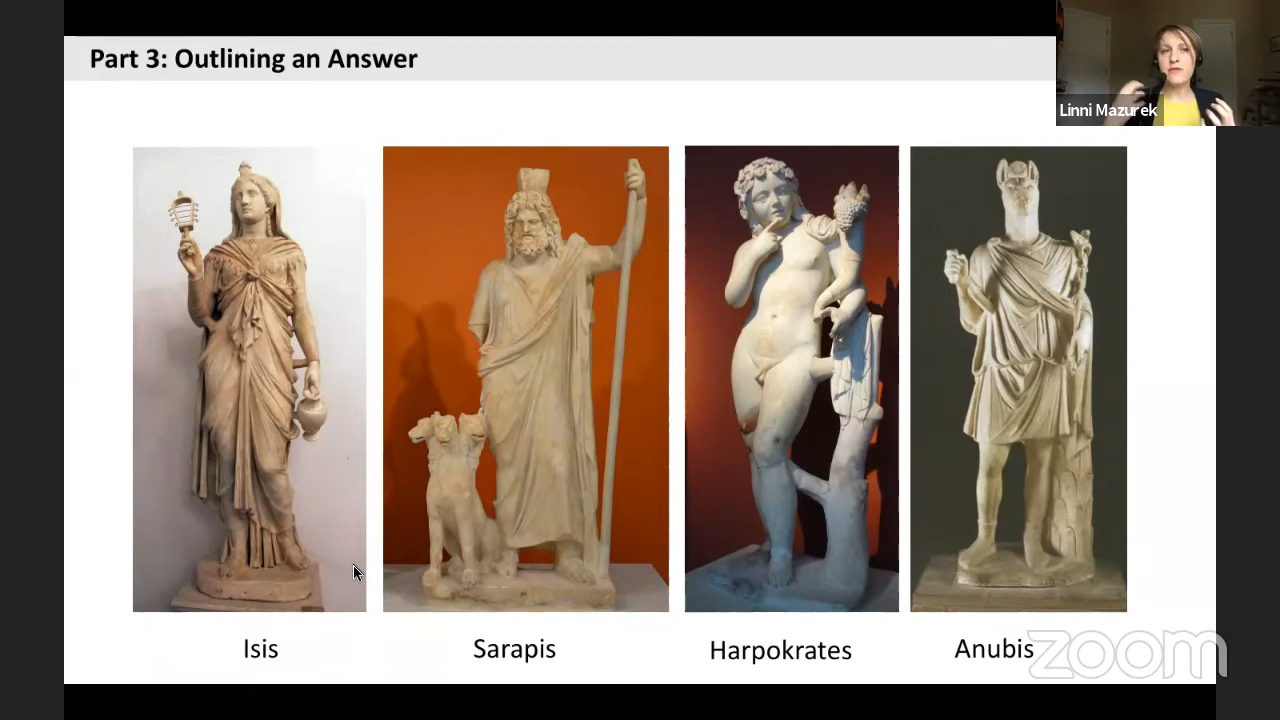 Part 3: Outlining an Answer
Linni Mazurek
Isis
Sarapis
Harpokrates
Anubis
zoom